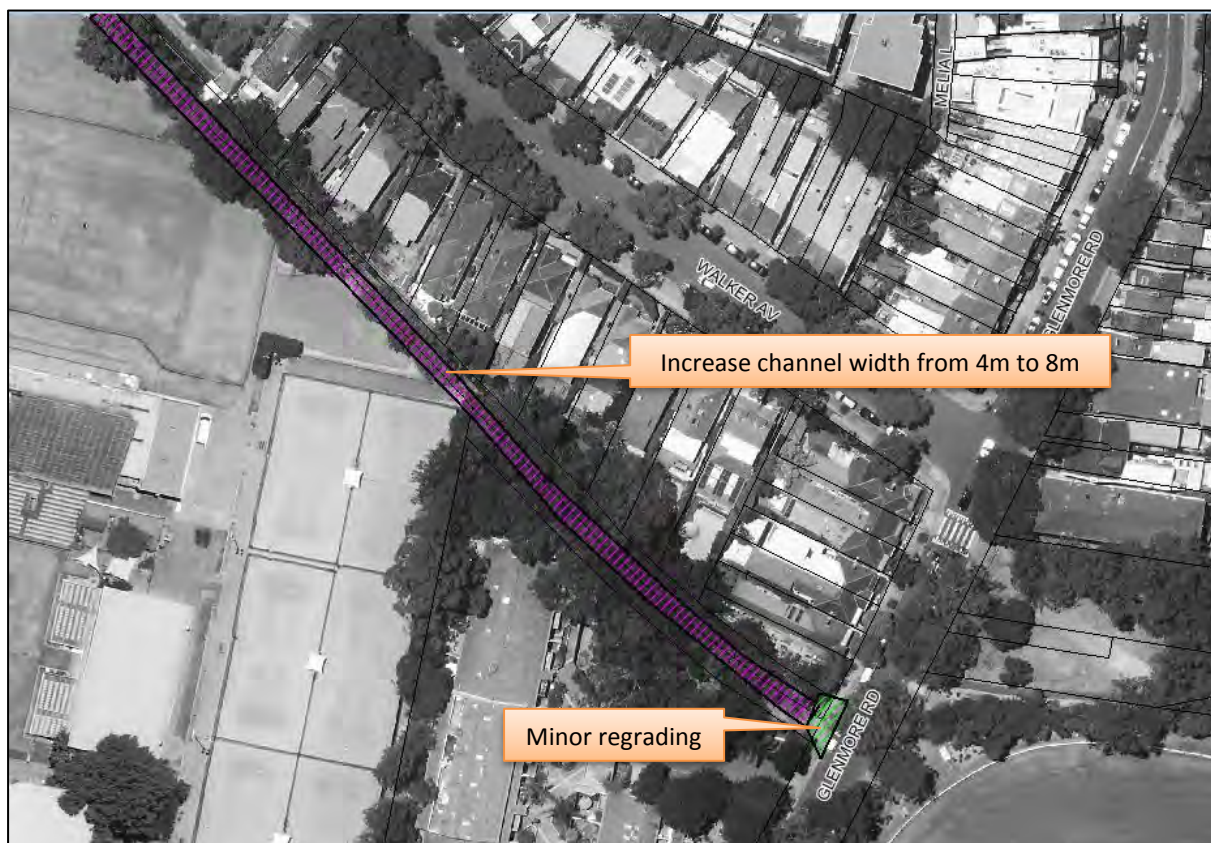 MELIA L
GLENMORE RD
WALKER AV
Increase channel width from 4m to 8m
Minor regrading
GLENMORE RD